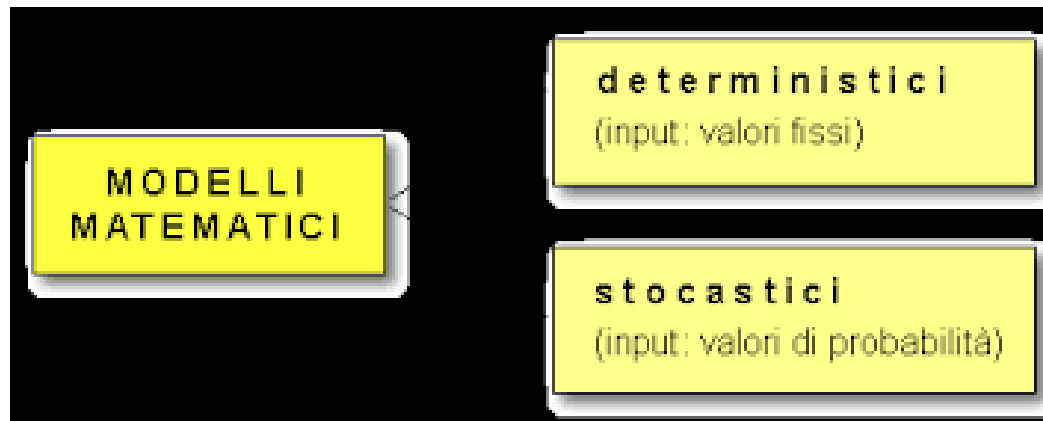 MODELLI
MATEMATICI
deterministici
(input: valori fissi)
stocastici
(input: valori di probabilità)